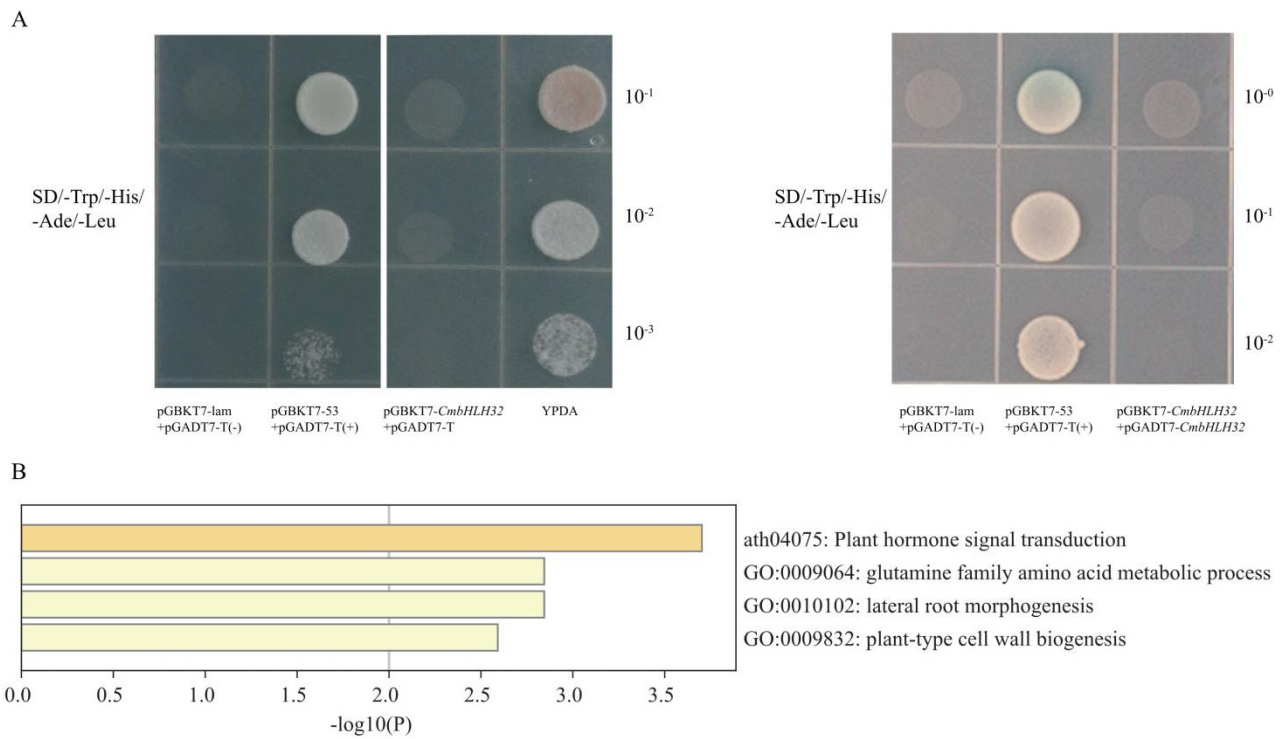 A
SD/-Trp/-His/
-Ade/-Leu
10-1
10-2
10-3
pGBKT7-lam
+pGADT7-T(-)
pGBKT7-53
+pGADT7-T(+)
pGBKT7-CmbHLH32
+pGADT7-T
YPDA
SD/-Trp/-His/
-Ade/-Leu
10-0
10-1
10-2
pGBKT7-lam
+pGADT7-T(-)
pGBKT7-53
+pGADT7-T(+)
pGBKT7-CmbHLH32
+pGADT7-CmbHLH32
B
ath04075: Plant hormone signal transduction
GO:0009064: glutamine family amino acid metabolic process
GO:0010102: lateral root morphogenesis
GO:0009832: plant-type cell wall biogenesis
0.0 0.5 1.0 1.5 2.0 2.5 3.0 3.5
-log10(P)